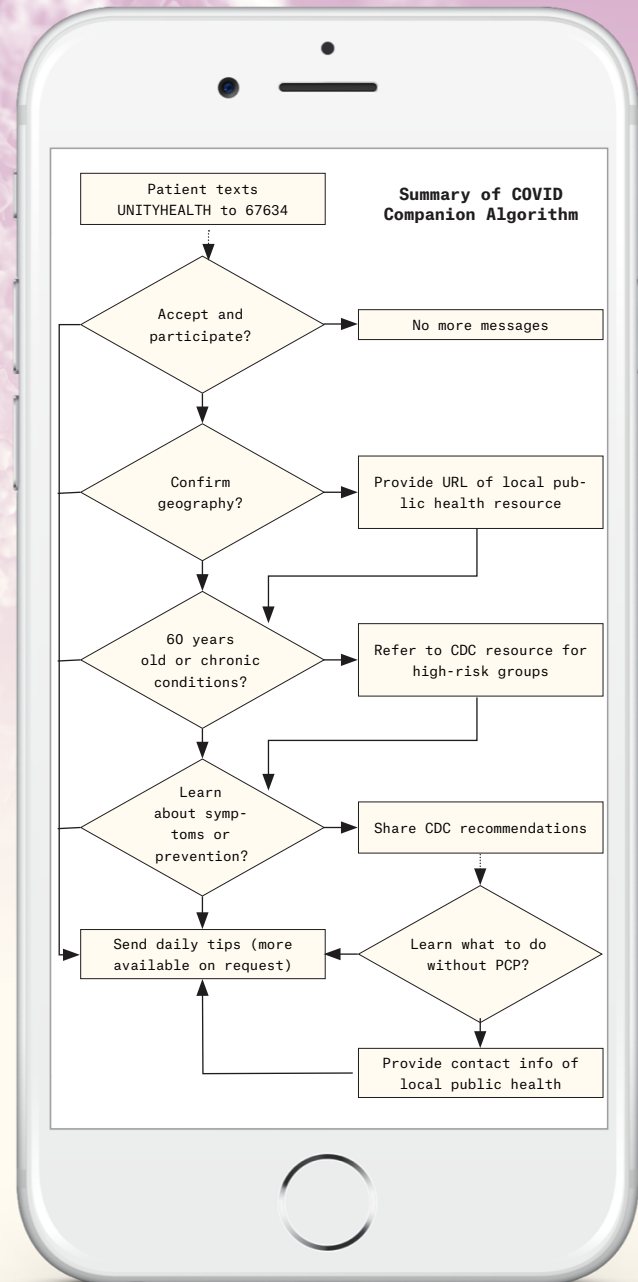 Patient texts
UNITYHEALTH to 67634
Summary of COVID
Companion Algorithm
Accept and
participate?
No more messages
Confirm
geography?
Provide URL of local pub-
lic health resource
60 years
old or chronic
conditions?
Refer to CDC resource for
high-risk groups
Learn
about symp-
toms or
prevention?
Share CDC recommendations
Send daily tips (more
available on request)
Learn what to do
without PCP?
Provide contact info of
local public health